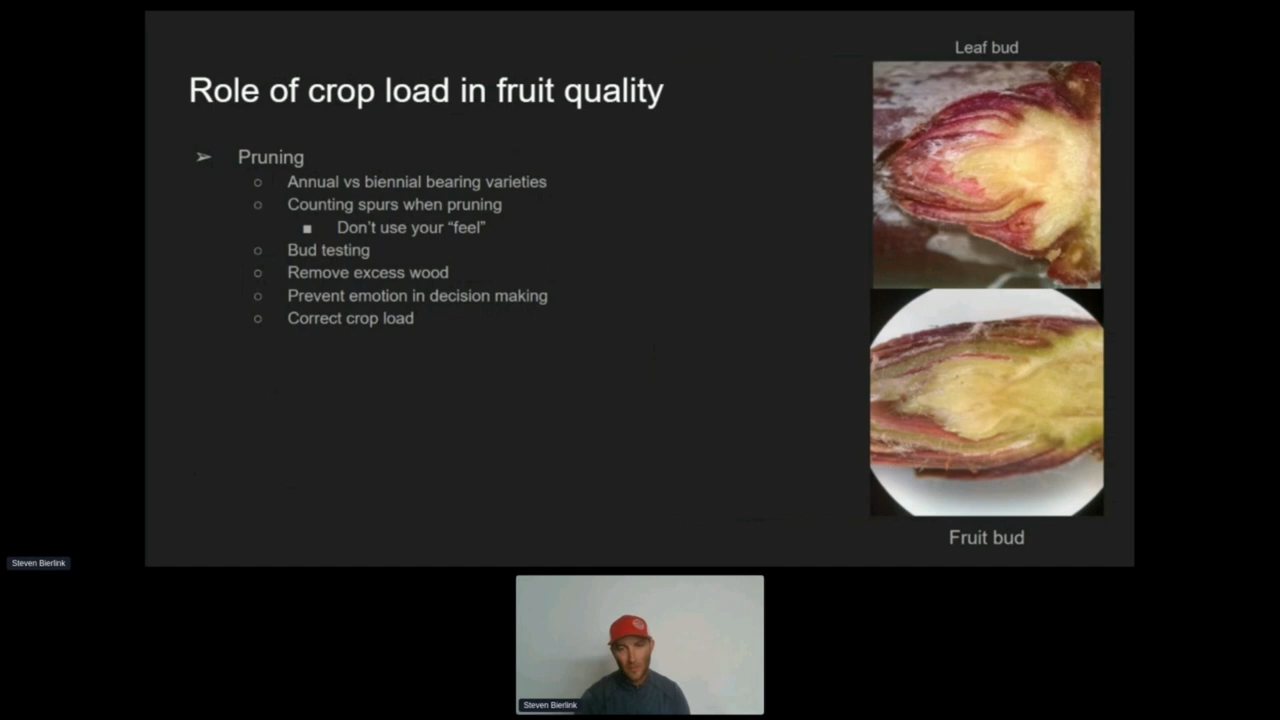 Leaf bud
Role of crop load in fruit quality
➢ Pruning
○ Annual vs biennial bearing varieties
○ Counting spurs when pruning
■ Don't use your “feel”
○ Bud testing
○ Remove excess wood
○ Prevent emotion in decision making
○ Correct crop load
Fruit bud
Steven Bierlink
Steven Bierlink